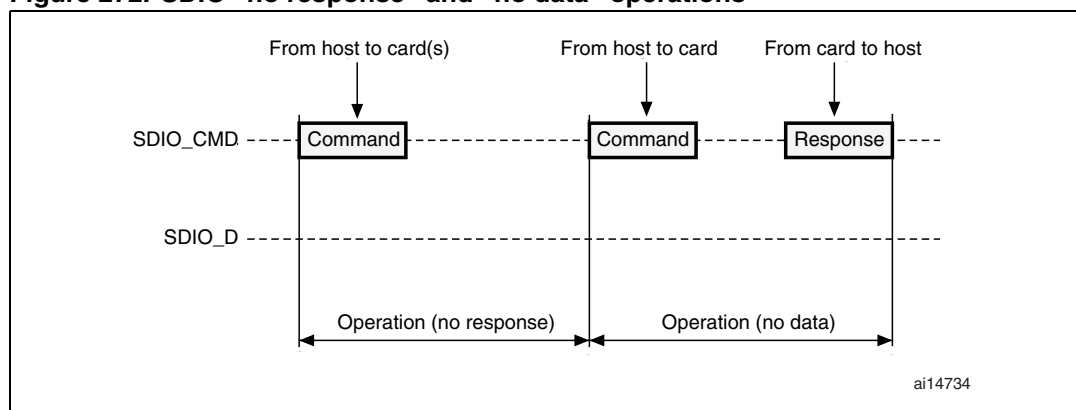 Figure 272. SDIO “no response” and “no data” operations
From host to card(s) From host to card From card to host
SDIO_CMD Command Command Response
SDIO_D
Operation (no response) Operation (no data)
ai14734